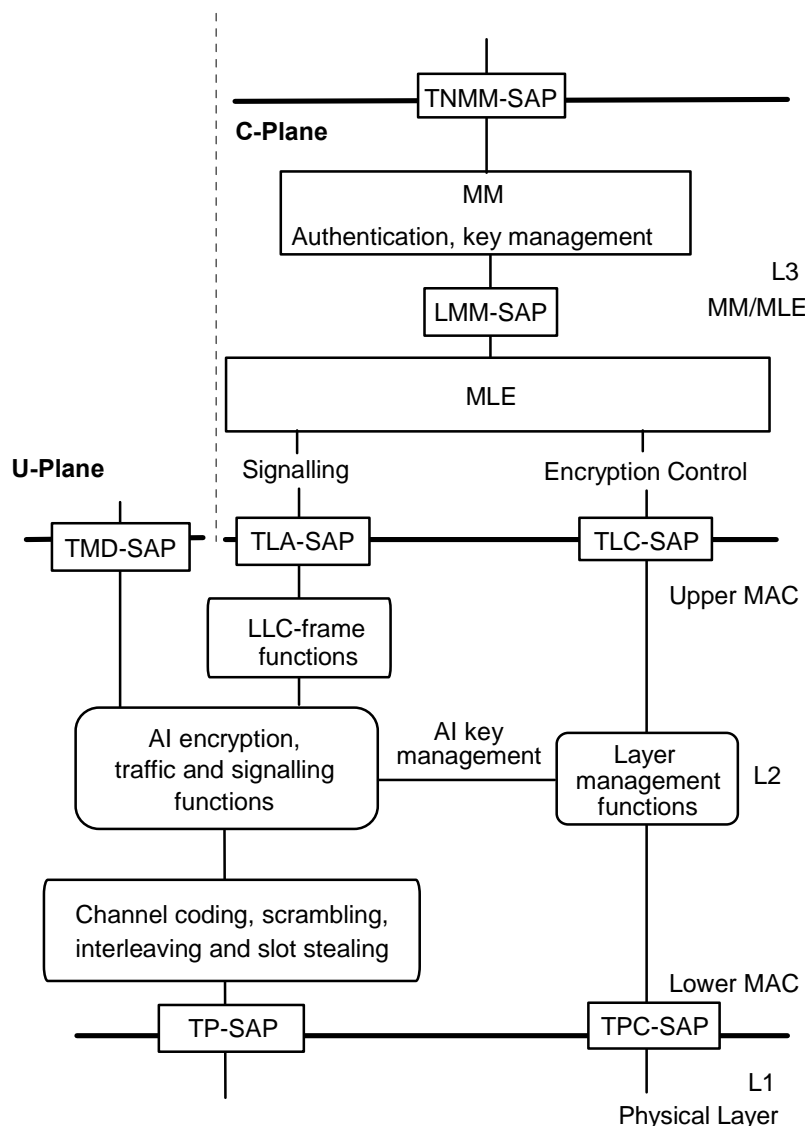 TNMM-SAP
C-Plane
MM
Authentication, key management
L3
MM/MLE
LMM-SAP
MLE
U-Plane
Signalling
Encryption Control
TMD-SAP
TLA-SAP
TLC-SAP
Upper MAC
LLC-frame
functions
AI encryption,
traffic and signalling
functions
AI key
management
Layer
management
functions
L2
Channel coding, scrambling,
interleaving and slot stealing
Lower MAC
TP-SAP
TPC-SAP
L1
Physical Layer